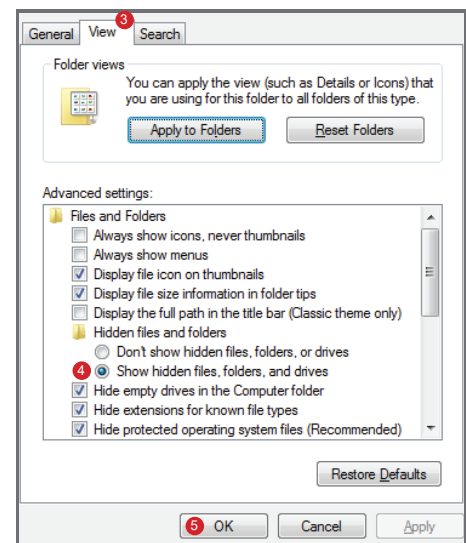 3
General View Search
Folder views
You can apply the view (such as Details or Icons) that
you are using for this folder to all folders of this type.
Apply to Folders Reset Folders
Advanced settings:
Files and Folders
Always show icons, never thumbnails
Always show menus
Display file icon on thumbnails
Display file size information in folder tips
Display the full path in the title bar (Classic theme only)
Hidden files and folders
Don't show hidden files, folders, or drives
4 Show hidden files, folders, and drives
Hide empty drives in the Computer folder
Hide extensions for known file types
Hide protected operating system files (Recommended)
Restore Defaults
5 OK Cancel Apply